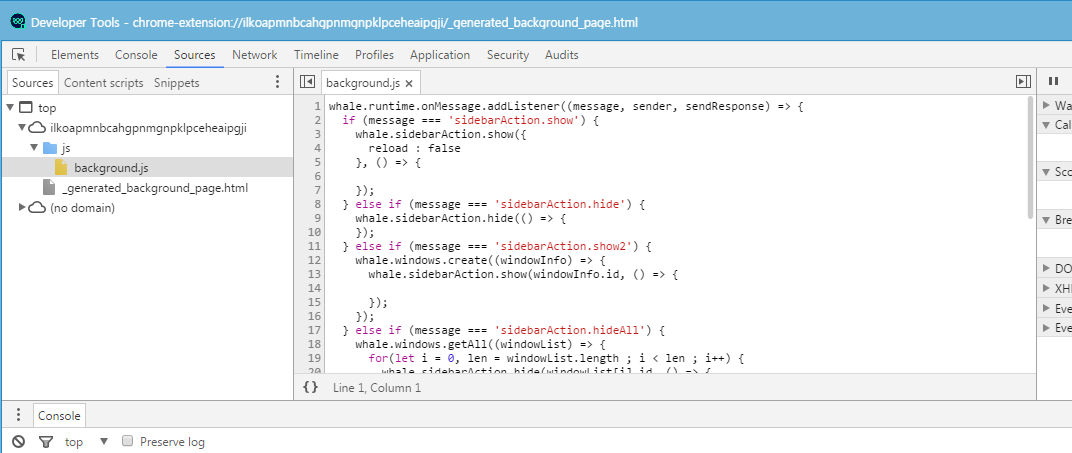 Developer Tools - chrome-extension://ilkoapmnbcahgpnmgnpklpceheaipgji/_generated_background_page.html
Elements Console Sources Network Timeline Profiles Application Security Audits
Sources Content scripts Snippets
background.js
top
ilkoapmnbcahgpnmgnpklpceheaipgji
js
background.js
_generated_background_page.html
(no domain)
1 whale.runtime.onMessage.addListener((message, sender, sendResponse) => {
2 if (message === 'sidebarAction.show') {
3 whale.sidebarAction.show({
4 reload : false
5 }, () => {
6
7 });
8 } else if (message === 'sidebarAction.hide') {
9 whale.sidebarAction.hide(() => {
10 });
11 } else if (message === 'sidebarAction.show2') {
12 whale.windows.create((windowInfo) => {
13 whale.sidebarAction.show(windowInfo.id, () => {
14
15 });
16 });
17 } else if (message === 'sidebarAction.hideAll') {
18 whale.windows.getAll((windowList) => {
19 for(let i = 0, len = windowList.length ; i < len ; i++) {
20 whale.sidebarAction.hide(windowList[i].id, () => {
{} Line 1, Column 1
Wa
Cal
Sco
Bre
DO
XH
Eve
Eve
Console
top Preserve log